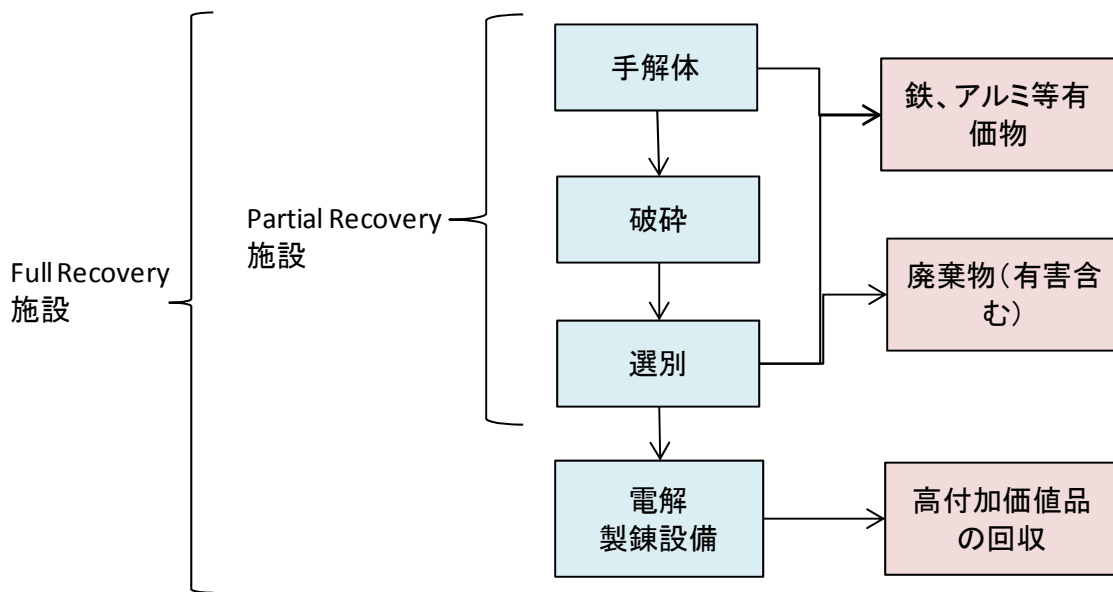 Full Recovery
施設
Partial Recovery
施設
手解体
破砕
選別
電解
製錬設備
鉄、アルミ等有
価物
廃棄物（有害含
む）
高付加価値品
の回収